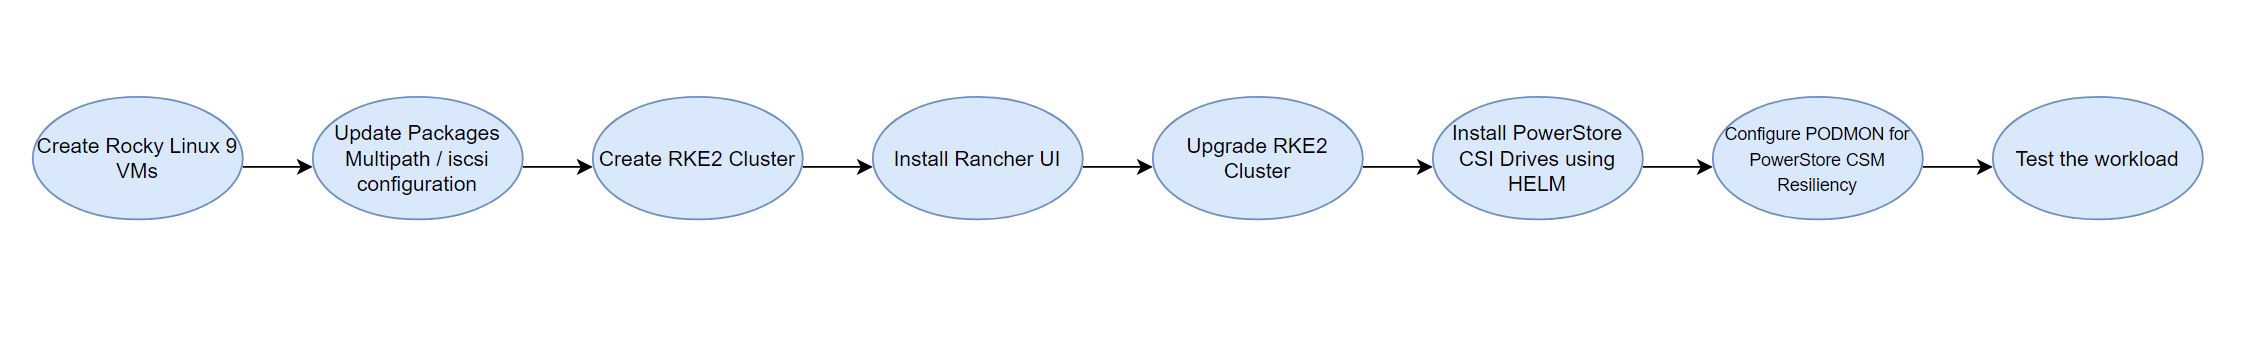 Create Rocky Linux 9
VMs
Update Packages
Multipath / iscsi
configuration
Create RKE2 Cluster
Install Rancher UI
Upgrade RKE2
Cluster
Install PowerStore
CSI Drives using
HELM
Configure PODMON for
PowerStore CSM
Resiliency
Test the workload